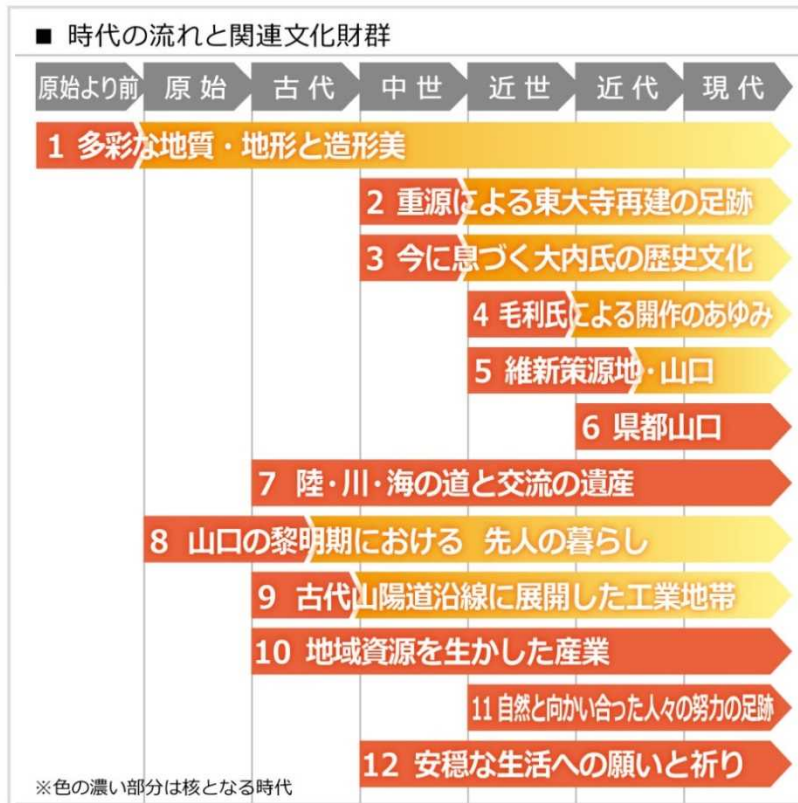 ■ 時代の流れと関連文化財群
原始より前 原始 古代 中世 近世 近代 現代
1 多彩な地質・地形と造形美
2 重源による東大寺再建の足跡
3 今に息づく大内氏の歴史文化
4 毛利氏による開作のあゆみ
5 維新策源地・山口
6 県都山口
7 陸・川・海の道と交流の遺産
8 山口の黎明期における 先人の暮らし
9 古代山陽道沿線に展開した工業地帯
10 地域資源を生かした産業
11 自然と向かい合った人々の努力の足跡
12 安穏な生活への願いと祈り
※色の濃い部分は核となる時代